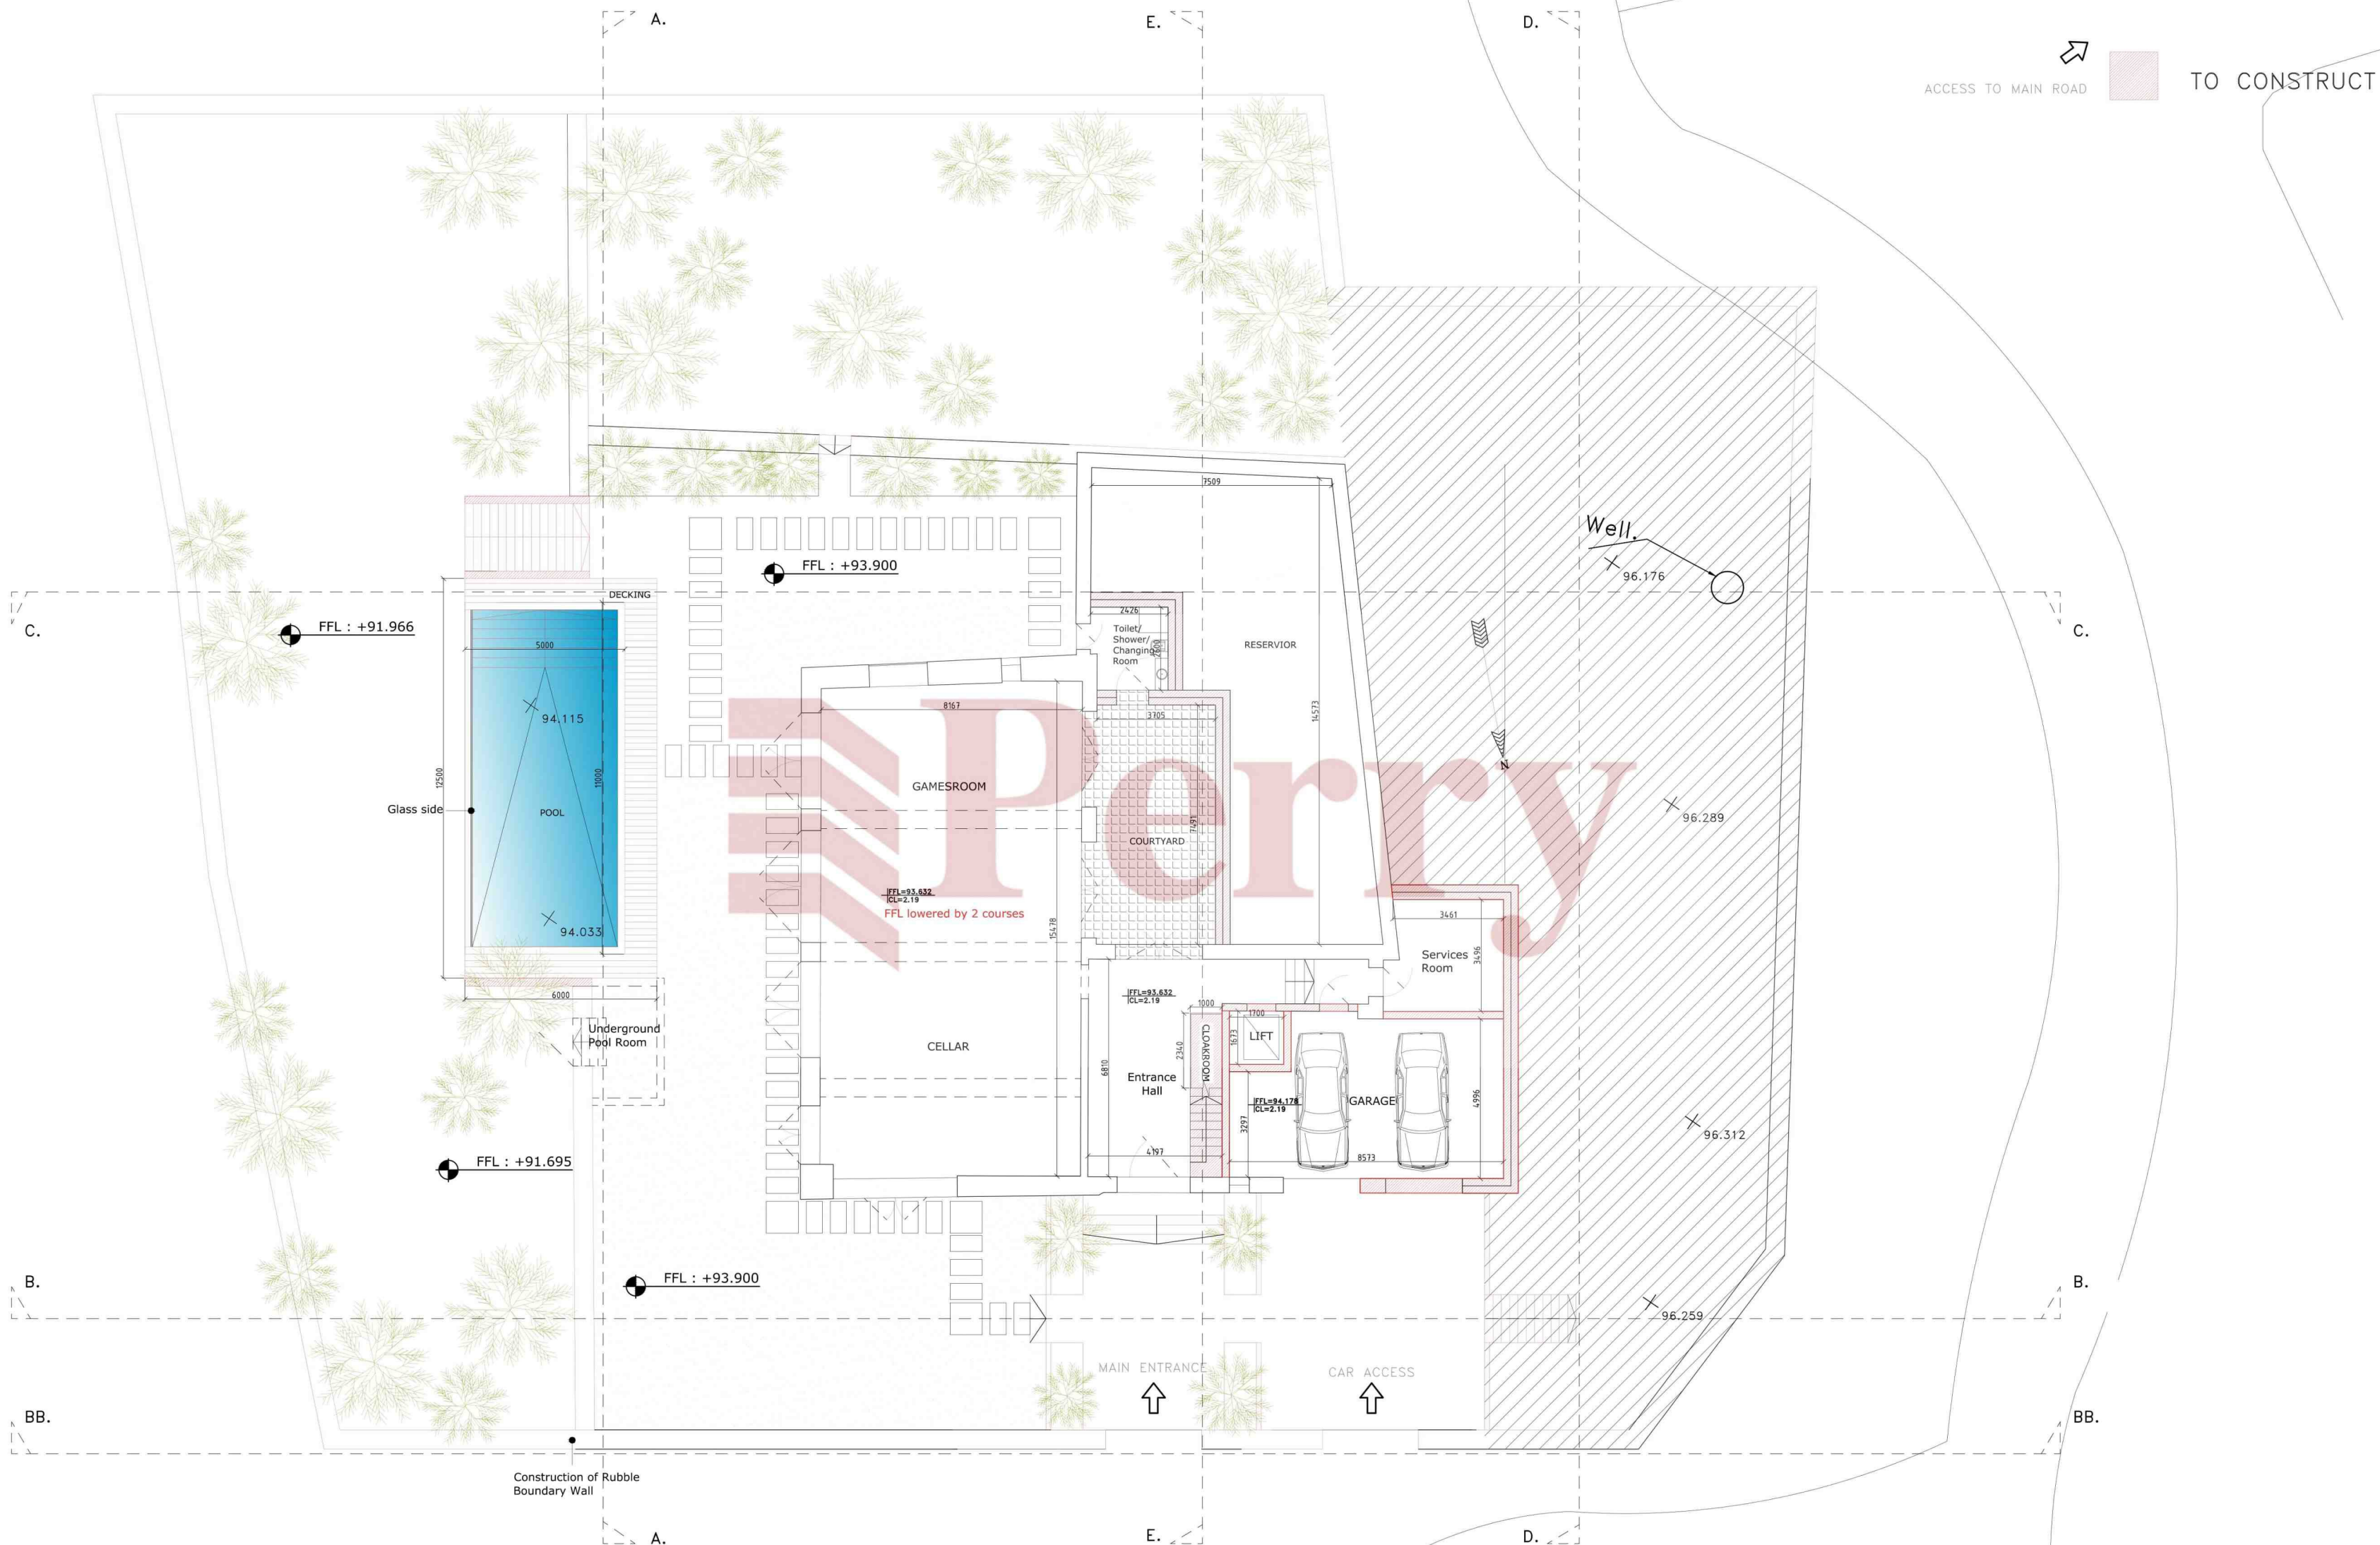 A.
E.
D.
ACCESS TO MAIN ROAD
TO CONSTRUCT
7509
Well.
96.176
FFL : +93.900
DECKING
C.
FFL : +91.966
C.
2426
Toilet/
Shower/
Changing
Room
2600
RESERVIOR
5000
94.115
8167
3705
14573
Perry
N
12500
11000
GAMESROOM
96.289
Glass side
POOL
7491
COURTYARD
FFL=93.632
CL=2.19
FFL lowered by 2 courses
94.033
15478
3461
Services
Room
3496
6000
FFL=93.632
CL=2.19
1000
1700
Underground
Pool Room
CELLAR
6810
2340
CLOAKROOM
1673
LIFT
Entrance
Hall
FFL=94.178
CL=2.19
GARAGE
4996
3297
96.312
4197
8573
FFL : +91.695
B.
FFL : +93.900
B.
96.259
MAIN ENTRANCE
CAR ACCESS
BB.
BB.
Construction of Rubble
Boundary Wall
A.
E.
D.